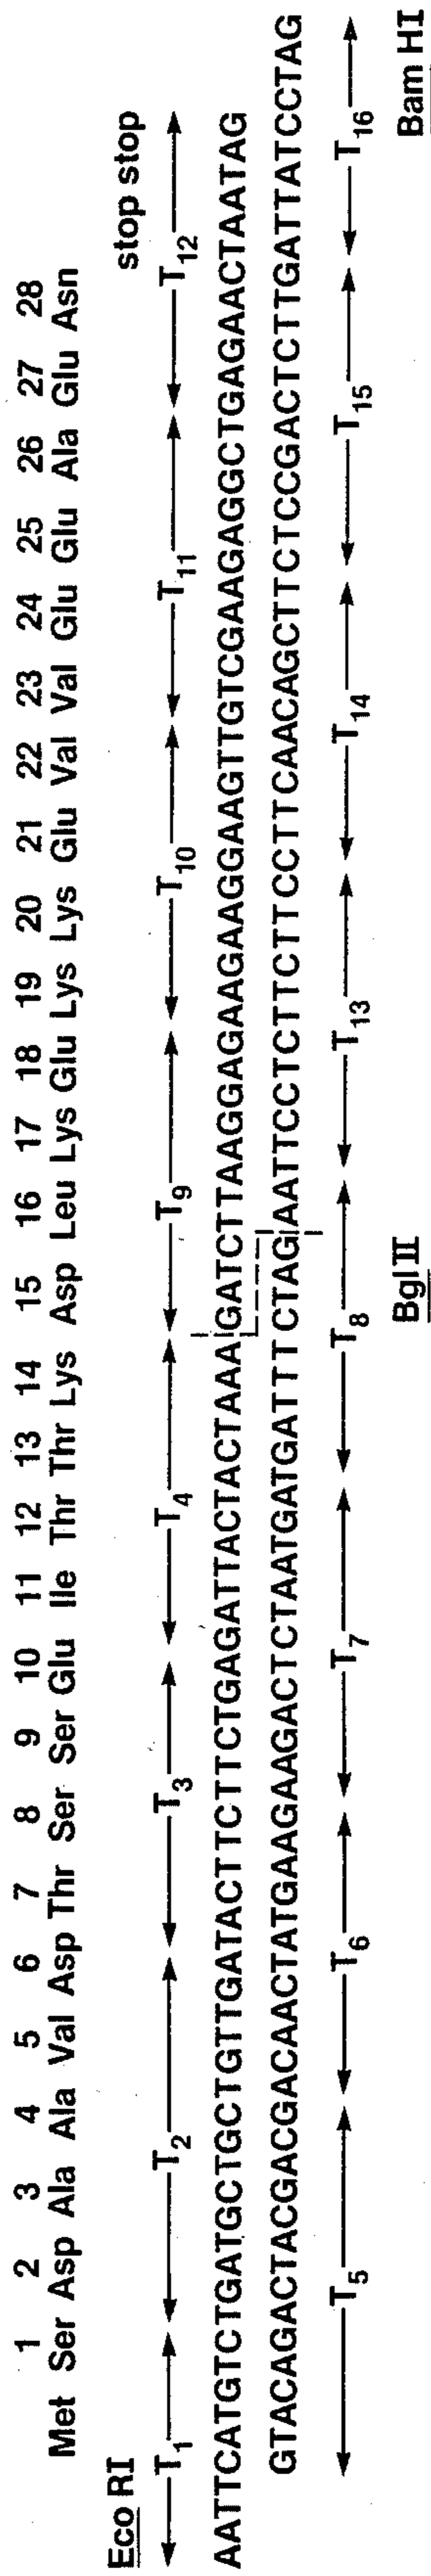 1 2 3 4 5 6 7 8 9 10 11 12 13 14 15 16 17 18 19 20 21 22 23 24 25 26 27 28
Met Ser Asp Ala Ala Val Asp Thr Ser Ser Glu Ile Thr Thr Lys Asp Leu Lys Glu Lys Lys Glu Val Val Glu Glu Ala Glu Asn
stop stop
Eco RI
T1 T2 T3 T4 T9 T10 T11 T12
AATTCATGTCTGATGCTGCTGTTGATACTTCTTCTGAGATTACTACTAAAGATCTTAAGGAGAAGAAGGAAGTTGTCGAAGAGGCTGAGAACTAATAG
GTACAGACTACGACGACAACTATGAAGAAGACTCTAATGATGATTT CTAGAATTCCTCTTCTTCCTTCAACAGCTTCTCCGACTCTTGATTATCCTAG
T5 T6 T7 T8 T13 T14 T15 T16
Bgl II Bam HI